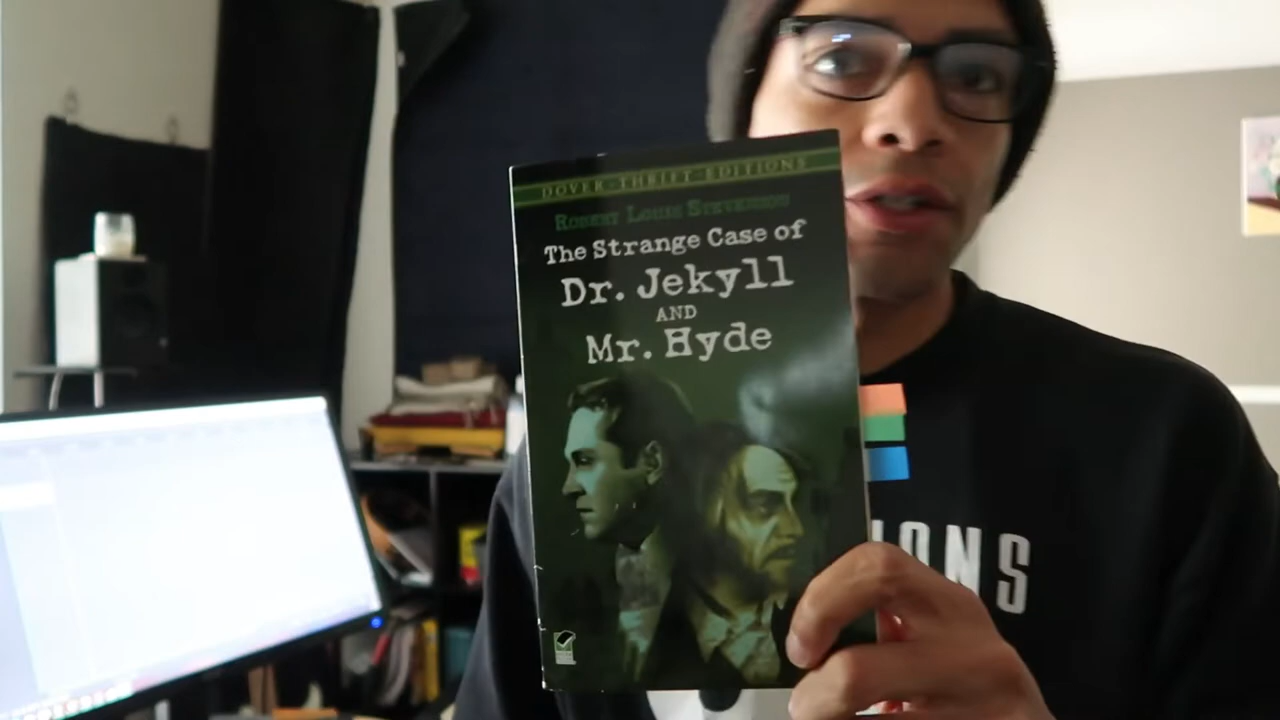 DOVER · THRIFT · EDITIONS
ROBERT LOUIS STEVENSON
The Strange Case of
Dr. Jekyll
AND
Mr. Hyde
IONS